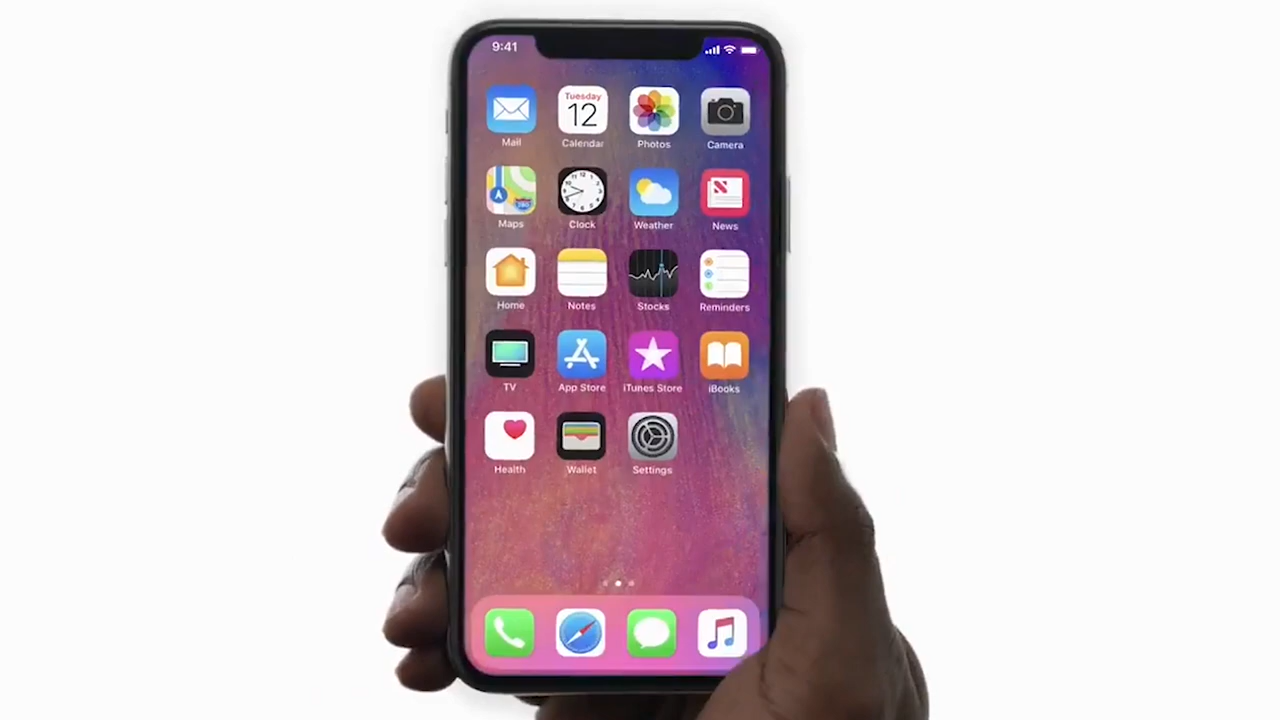 9:41
Tuesday
12
Mail
Calendar
Photos
Camera
280
Maps
Clock
Weather
News
Home
Notes
Stocks
Reminders
TV
App Store
iTunes Store
iBooks
Health
Wallet
Settings